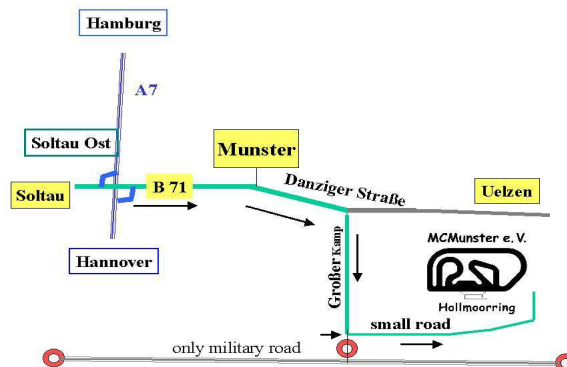 Hamburg
A7
Soltau Ost
Munster
Soltau
B 71
Danziger Straße
Uelzen
Hannover
Großer Kamp
MCMunster e. V.
Hollmoorring
small road
only military road